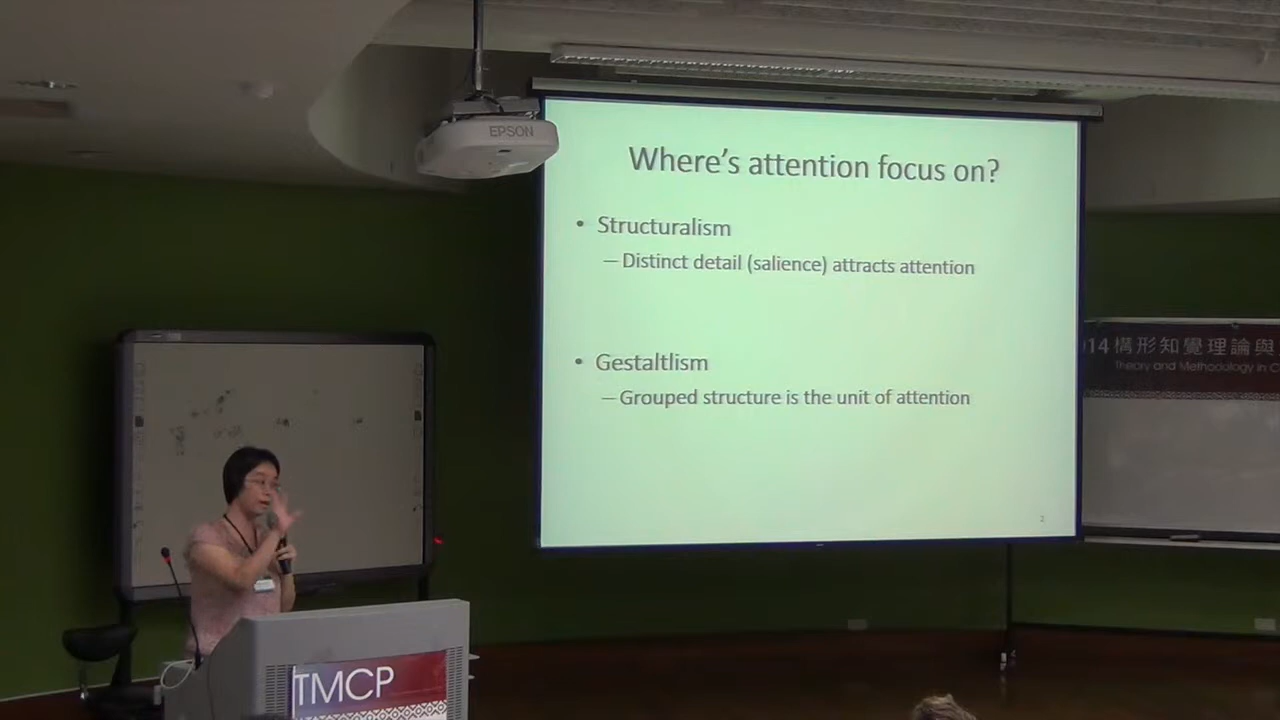 EPSON
Where's attention focus on?
• Structuralism
– Distinct detail (salience) attracts attention
• Gestaltlism
– Grouped structure is the unit of attention
2
14 構形知覺理論與
Theory and Methodology in C
TMCP